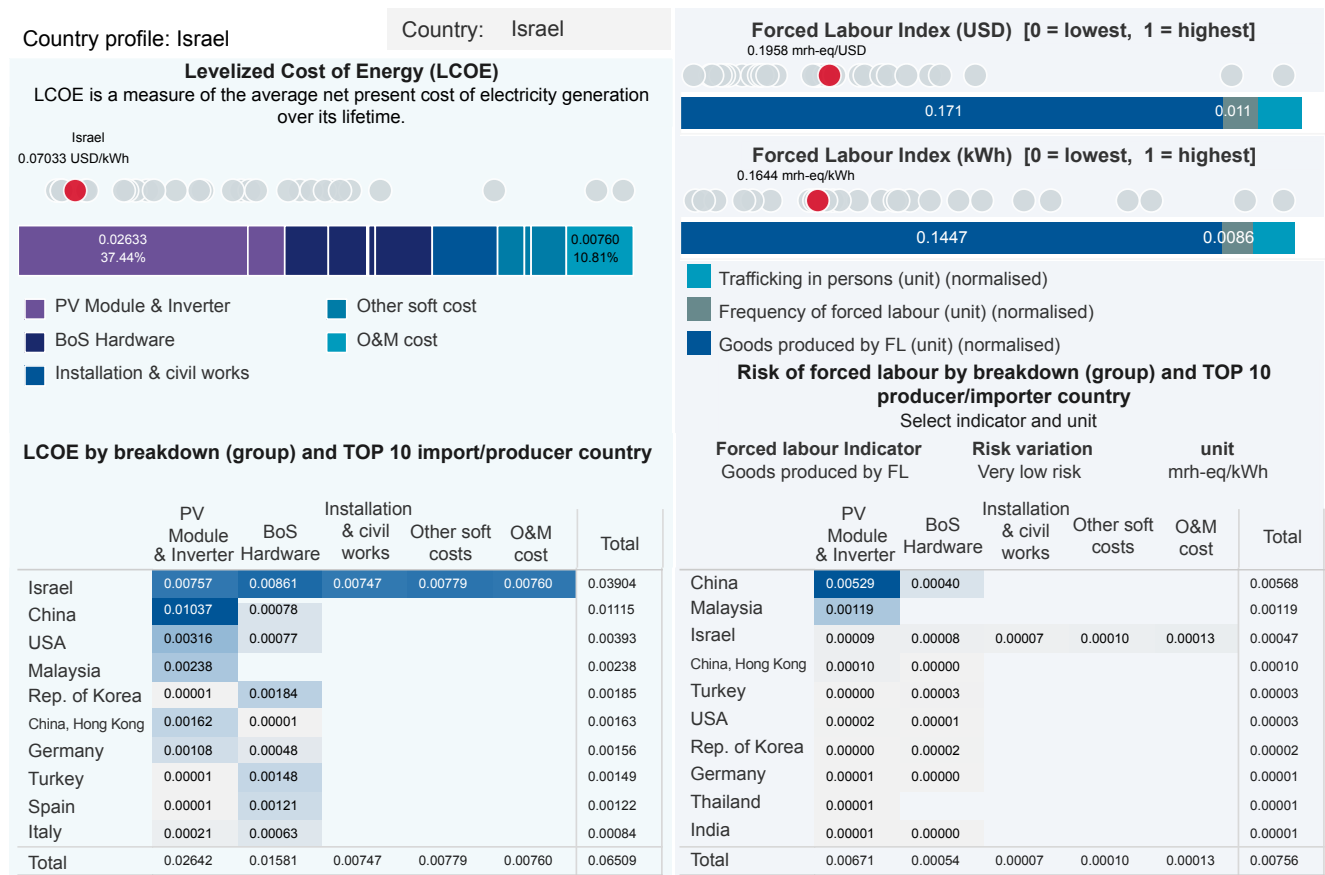 Country profile: Israel
Country: Israel
Levelized Cost of Energy (LCOE)
LCOE is a measure of the average net present cost of electricity generation
over its lifetime.
Israel
0.07033 USD/kWh
0.02633
37.44%
0.00760
10.81%
PV Module & Inverter
Other soft cost
BoS Hardware
O&M cost
Installation & civil works
LCOE by breakdown (group) and TOP 10 import/producer country
PV Module & Inverter BoS Hardware Installation & civil works Other soft costs O&M cost Total
Israel 0.00757 0.00861 0.00747 0.00779 0.00760 0.03904
China 0.01037 0.00078 0.01115
USA 0.00316 0.00077 0.00393
Malaysia 0.00238 0.00238
Rep. of Korea 0.00001 0.00184 0.00185
China, Hong Kong 0.00162 0.00001 0.00163
Germany 0.00108 0.00048 0.00156
Turkey 0.00001 0.00148 0.00149
Spain 0.00001 0.00121 0.00122
Italy 0.00021 0.00063 0.00084
Total 0.02642 0.01581 0.00747 0.00779 0.00760 0.06509
Forced Labour Index (USD) [0 = lowest, 1 = highest]
0.1958 mrh-eq/USD
0.171 0.011
Forced Labour Index (kWh) [0 = lowest, 1 = highest]
0.1644 mrh-eq/kWh
0.1447 0.0086
Trafficking in persons (unit) (normalised)
Frequency of forced labour (unit) (normalised)
Goods produced by FL (unit) (normalised)
Risk of forced labour by breakdown (group) and TOP 10
producer/importer country
Select indicator and unit
Forced labour Indicator Risk variation unit
Goods produced by FL Very low risk mrh-eq/kWh
PV Module & Inverter BoS Hardware Installation & civil works Other soft costs O&M cost Total
China 0.00529 0.00040 0.00568
Malaysia 0.00119 0.00119
Israel 0.00009 0.00008 0.00007 0.00010 0.00013 0.00047
China, Hong Kong 0.00010 0.00000 0.00010
Turkey 0.00000 0.00003 0.00003
USA 0.00002 0.00001 0.00003
Rep. of Korea 0.00000 0.00002 0.00002
Germany 0.00001 0.00000 0.00001
Thailand 0.00001 0.00001
India 0.00001 0.00000 0.00001
Total 0.00671 0.00054 0.00007 0.00010 0.00013 0.00756